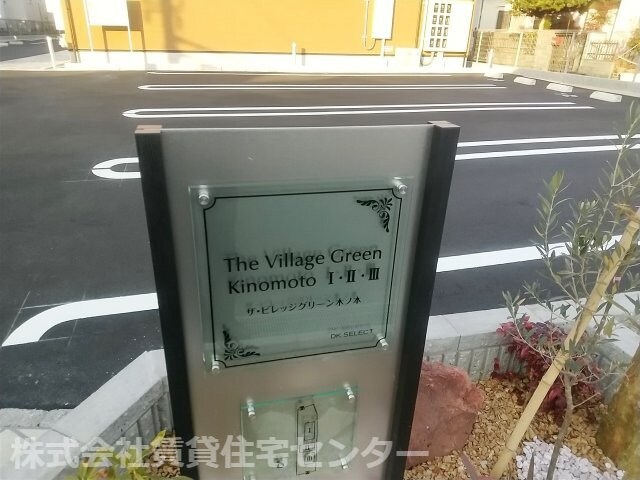 The Village Green
Kinomoto Ⅰ・Ⅱ・Ⅲ
ザ・ビレッジグリーン木ノ本
DK SELECT
株式会社賃貸住宅センター